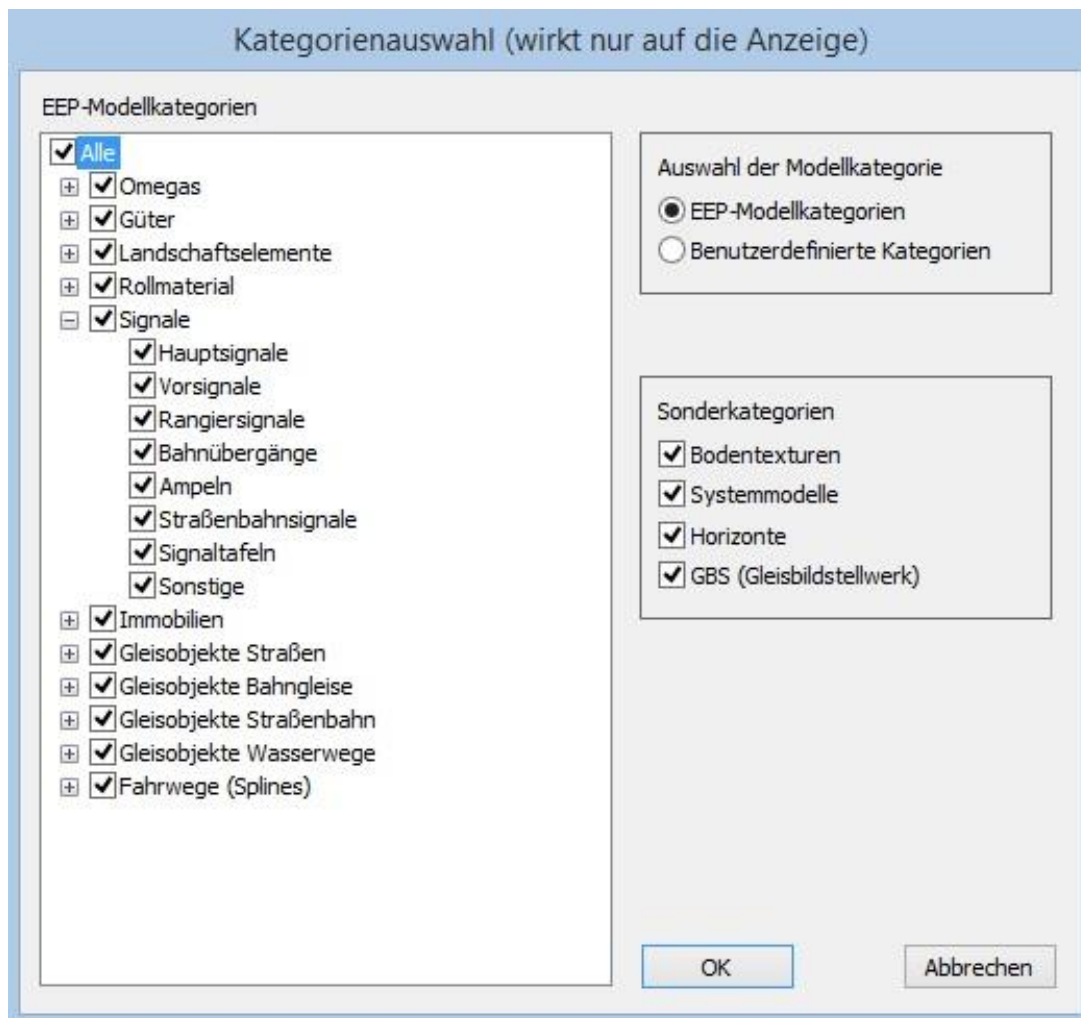 Kategorienauswahl (wirkt nur auf die Anzeige)
EEP-Modellkategorien
Alle
Omegas
Güter
Landschaftselemente
Rollmaterial
Signale
Hauptsignale
Vorsignale
Rangiersignale
Bahnübergänge
Ampeln
Straßenbahnsignale
Signaltafeln
Sonstige
Immobilien
Gleisobjekte Straßen
Gleisobjekte Bahngleise
Gleisobjekte Straßenbahn
Gleisobjekte Wasserwege
Fahrwege (Splines)
Auswahl der Modellkategorie
EEP-Modellkategorien
Benutzerdefinierte Kategorien
Sonderkategorien
Bodentexturen
Systemmodelle
Horizonte
GBS (Gleisbildstellwerk)
OK
Abbrechen